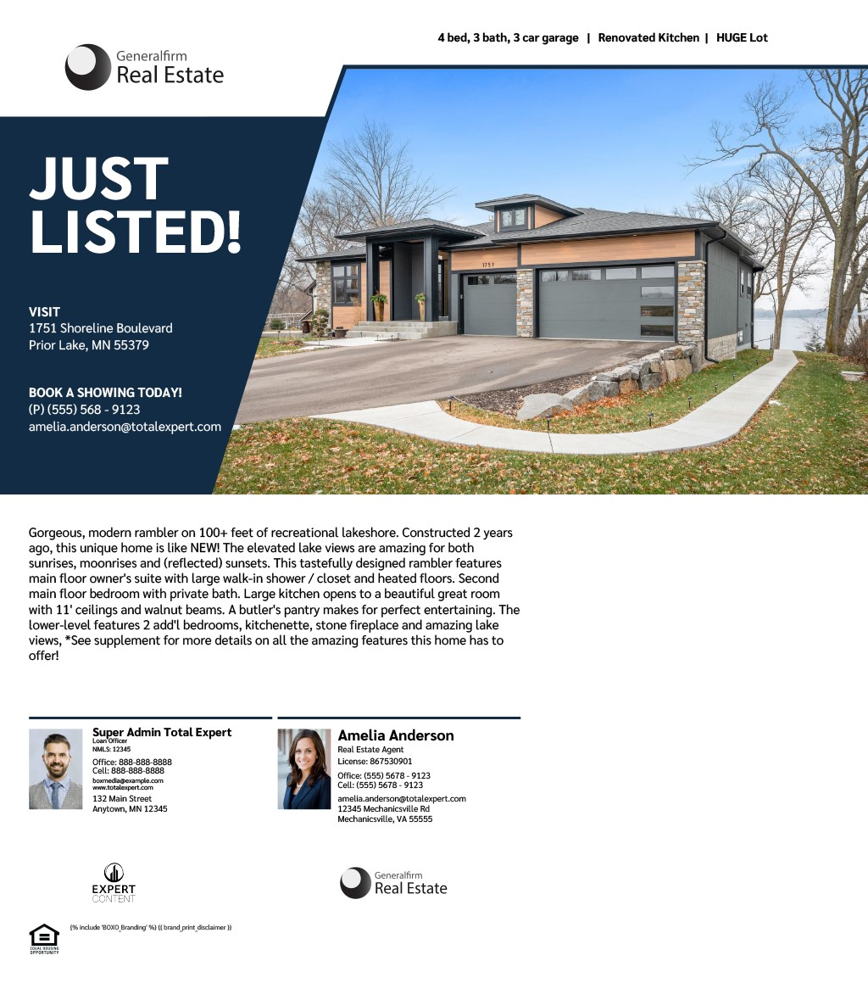 4 bed, 3 bath, 3 car garage | Renovated Kitchen | HUGE Lot
Generalfirm
Real Estate
JUST
LISTED!
1751
VISIT
1751 Shoreline Boulevard
Prior Lake, MN 55379
BOOK A SHOWING TODAY!
(P) (555) 568 - 9123
amelia.anderson@totalexpert.com
Gorgeous, modern rambler on 100+ feet of recreational lakeshore. Constructed 2 years
ago, this unique home is like NEW! The elevated lake views are amazing for both
sunrises, moonrises and (reflected) sunsets. This tastefully designed rambler features
main floor owner's suite with large walk-in shower / closet and heated floors. Second
main floor bedroom with private bath. Large kitchen opens to a beautiful great room
with 11' ceilings and walnut beams. A butler's pantry makes for perfect entertaining. The
lower-level features 2 add'l bedrooms, kitchenette, stone fireplace and amazing lake
views, *See supplement for more details on all the amazing features this home has to
offer!
Super Admin Total Expert
Loan Officer
NMLS: 12345
Office: 888-888-8888
Cell: 888-888-8888
boxmedia@example.com
www.totalexpert.com
132 Main Street
Anytown, MN 12345
Amelia Anderson
Real Estate Agent
License: 867530901
Office: (555) 5678 - 9123
Cell: (555) 5678 - 9123
amelia.anderson@totalexpert.com
12345 Mechanicsville Rd
Mechanicsville, VA 55555
EXPERT
CONTENT
Generalfirm
Real Estate
EQUAL HOUSING
OPPORTUNITY
{% include 'BOXO_Branding' %} {{ brand_print_disclaimer }}